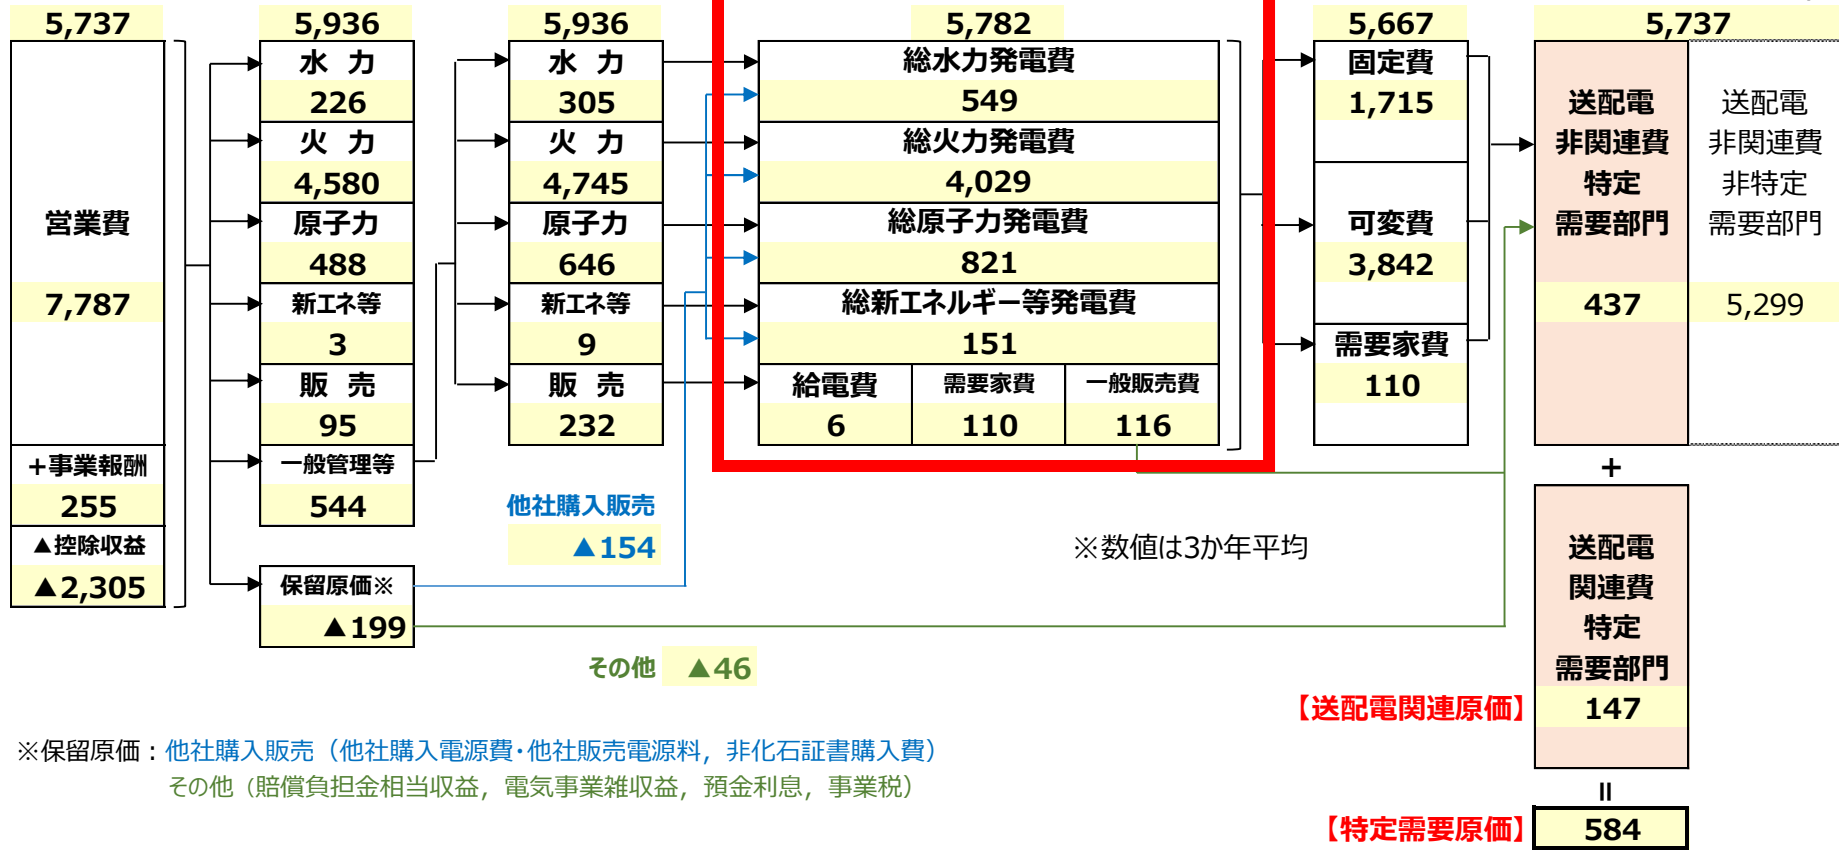 5,737
5,936
5,936
5,782
5,667
5,737
営業費
7,787
+事業報酬
255
▲控除収益
▲2,305
水 力
226
火 力
4,580
原子力
488
新エネ等
3
販 売
95
一般管理等
544
保留原価※
▲199
水 力
305
火 力
4,745
原子力
646
新エネ等
9
販 売
232
他社購入販売
▲154
その他 ▲46
総水力発電費
549
総火力発電費
4,029
総原子力発電費
821
総新エネルギー等発電費
151
給電費 需要家費 一般販売費
6 110 116
※数値は3か年平均
固定費
1,715
可変費
3,842
需要家費
110
送配電
非関連費
特定
需要部門
437
送配電
非関連費
非特定
需要部門
5,299
+
送配電
関連費
特定
需要部門
【送配電関連原価】 147
=
【特定需要原価】 584
※保留原価：他社購入販売（他社購入電源費・他社販売電源料，非化石証書購入費）
その他（賠償負担金相当収益，電気事業雑収益，預金利息，事業税）